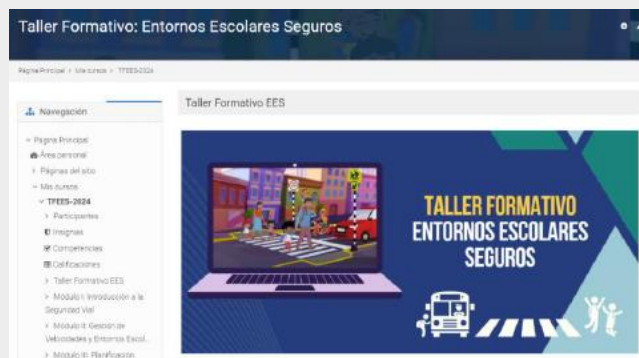 Taller Formativo: Entornos Escolares Seguros
Página Principal > Mis cursos > TFEES-2024
Navegación
Página Principal
Área personal
Páginas del sitio
Mis cursos
TFEES-2024
Participantes
Insignias
Competencias
Calificaciones
Taller Formativo EES
Módulo I: Introducción a la
Seguridad Vial
Módulo II: Gestión de
Velocidades y Entornos Escol...
Módulo III: Planificación
Taller Formativo EES
TALLER FORMATIVO
ENTORNOS ESCOLARES
SEGUROS